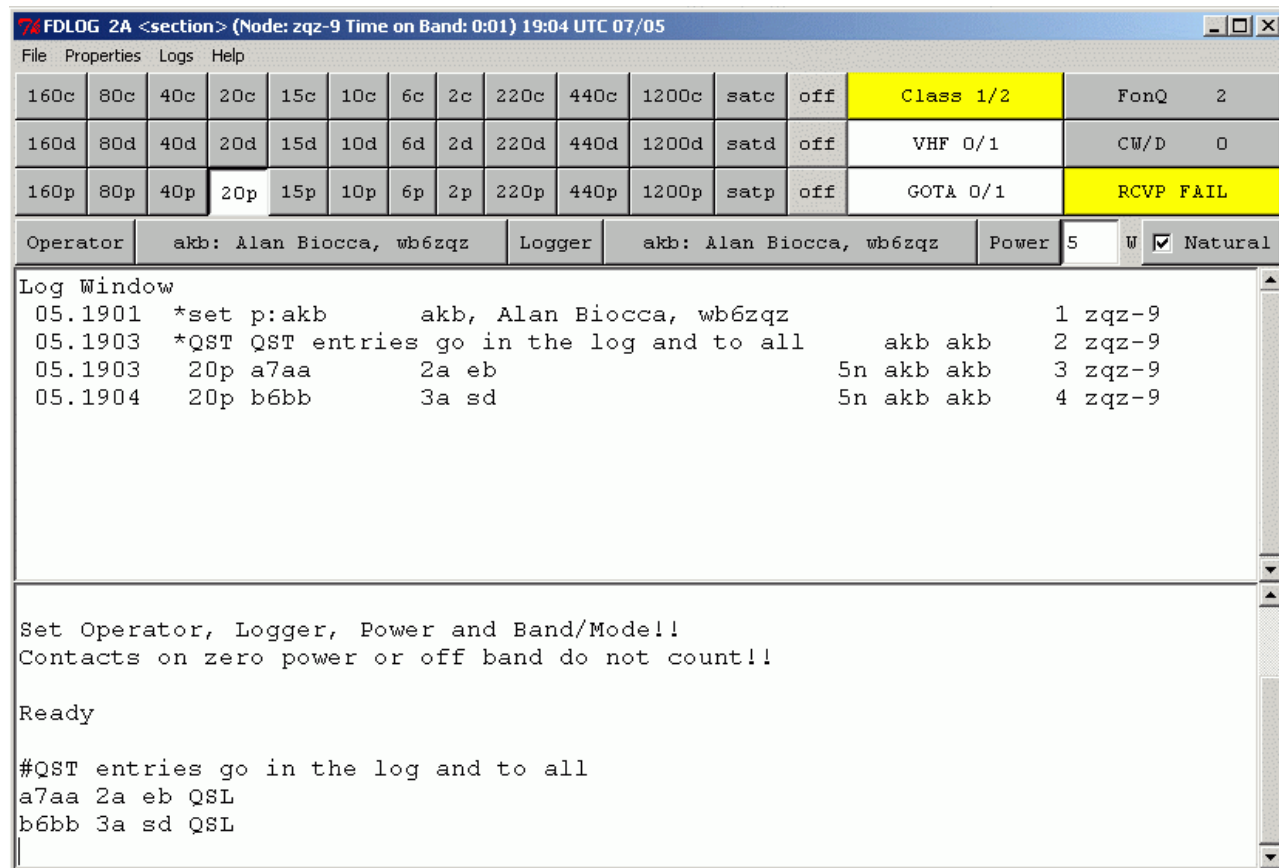 FDLOG 2A <section> (Node: zqz-9 Time on Band: 0:01) 19:04 UTC 07/05
File Properties Logs Help
160c 80c 40c 20c 15c 10c 6c 2c 220c 440c 1200c satc off Class 1/2 FonQ 2
160d 80d 40d 20d 15d 10d 6d 2d 220d 440d 1200d satd off VHF 0/1 CW/D 0
160p 80p 40p 20p 15p 10p 6p 2p 220p 440p 1200p satp off GOTA 0/1 RCVP FAIL
Operator akb: Alan Biocca, wb6zqz Logger akb: Alan Biocca, wb6zqz Power 5 W Natural
Log Window
05.1901 *set p:akb akb, Alan Biocca, wb6zqz 1 zqz-9
05.1903 *QST QST entries go in the log and to all akb akb 2 zqz-9
05.1903 20p a7aa 2a eb 5n akb akb 3 zqz-9
05.1904 20p b6bb 3a sd 5n akb akb 4 zqz-9
Set Operator, Logger, Power and Band/Mode!!
Contacts on zero power or off band do not count!!
Ready
#QST entries go in the log and to all
a7aa 2a eb QSL
b6bb 3a sd QSL